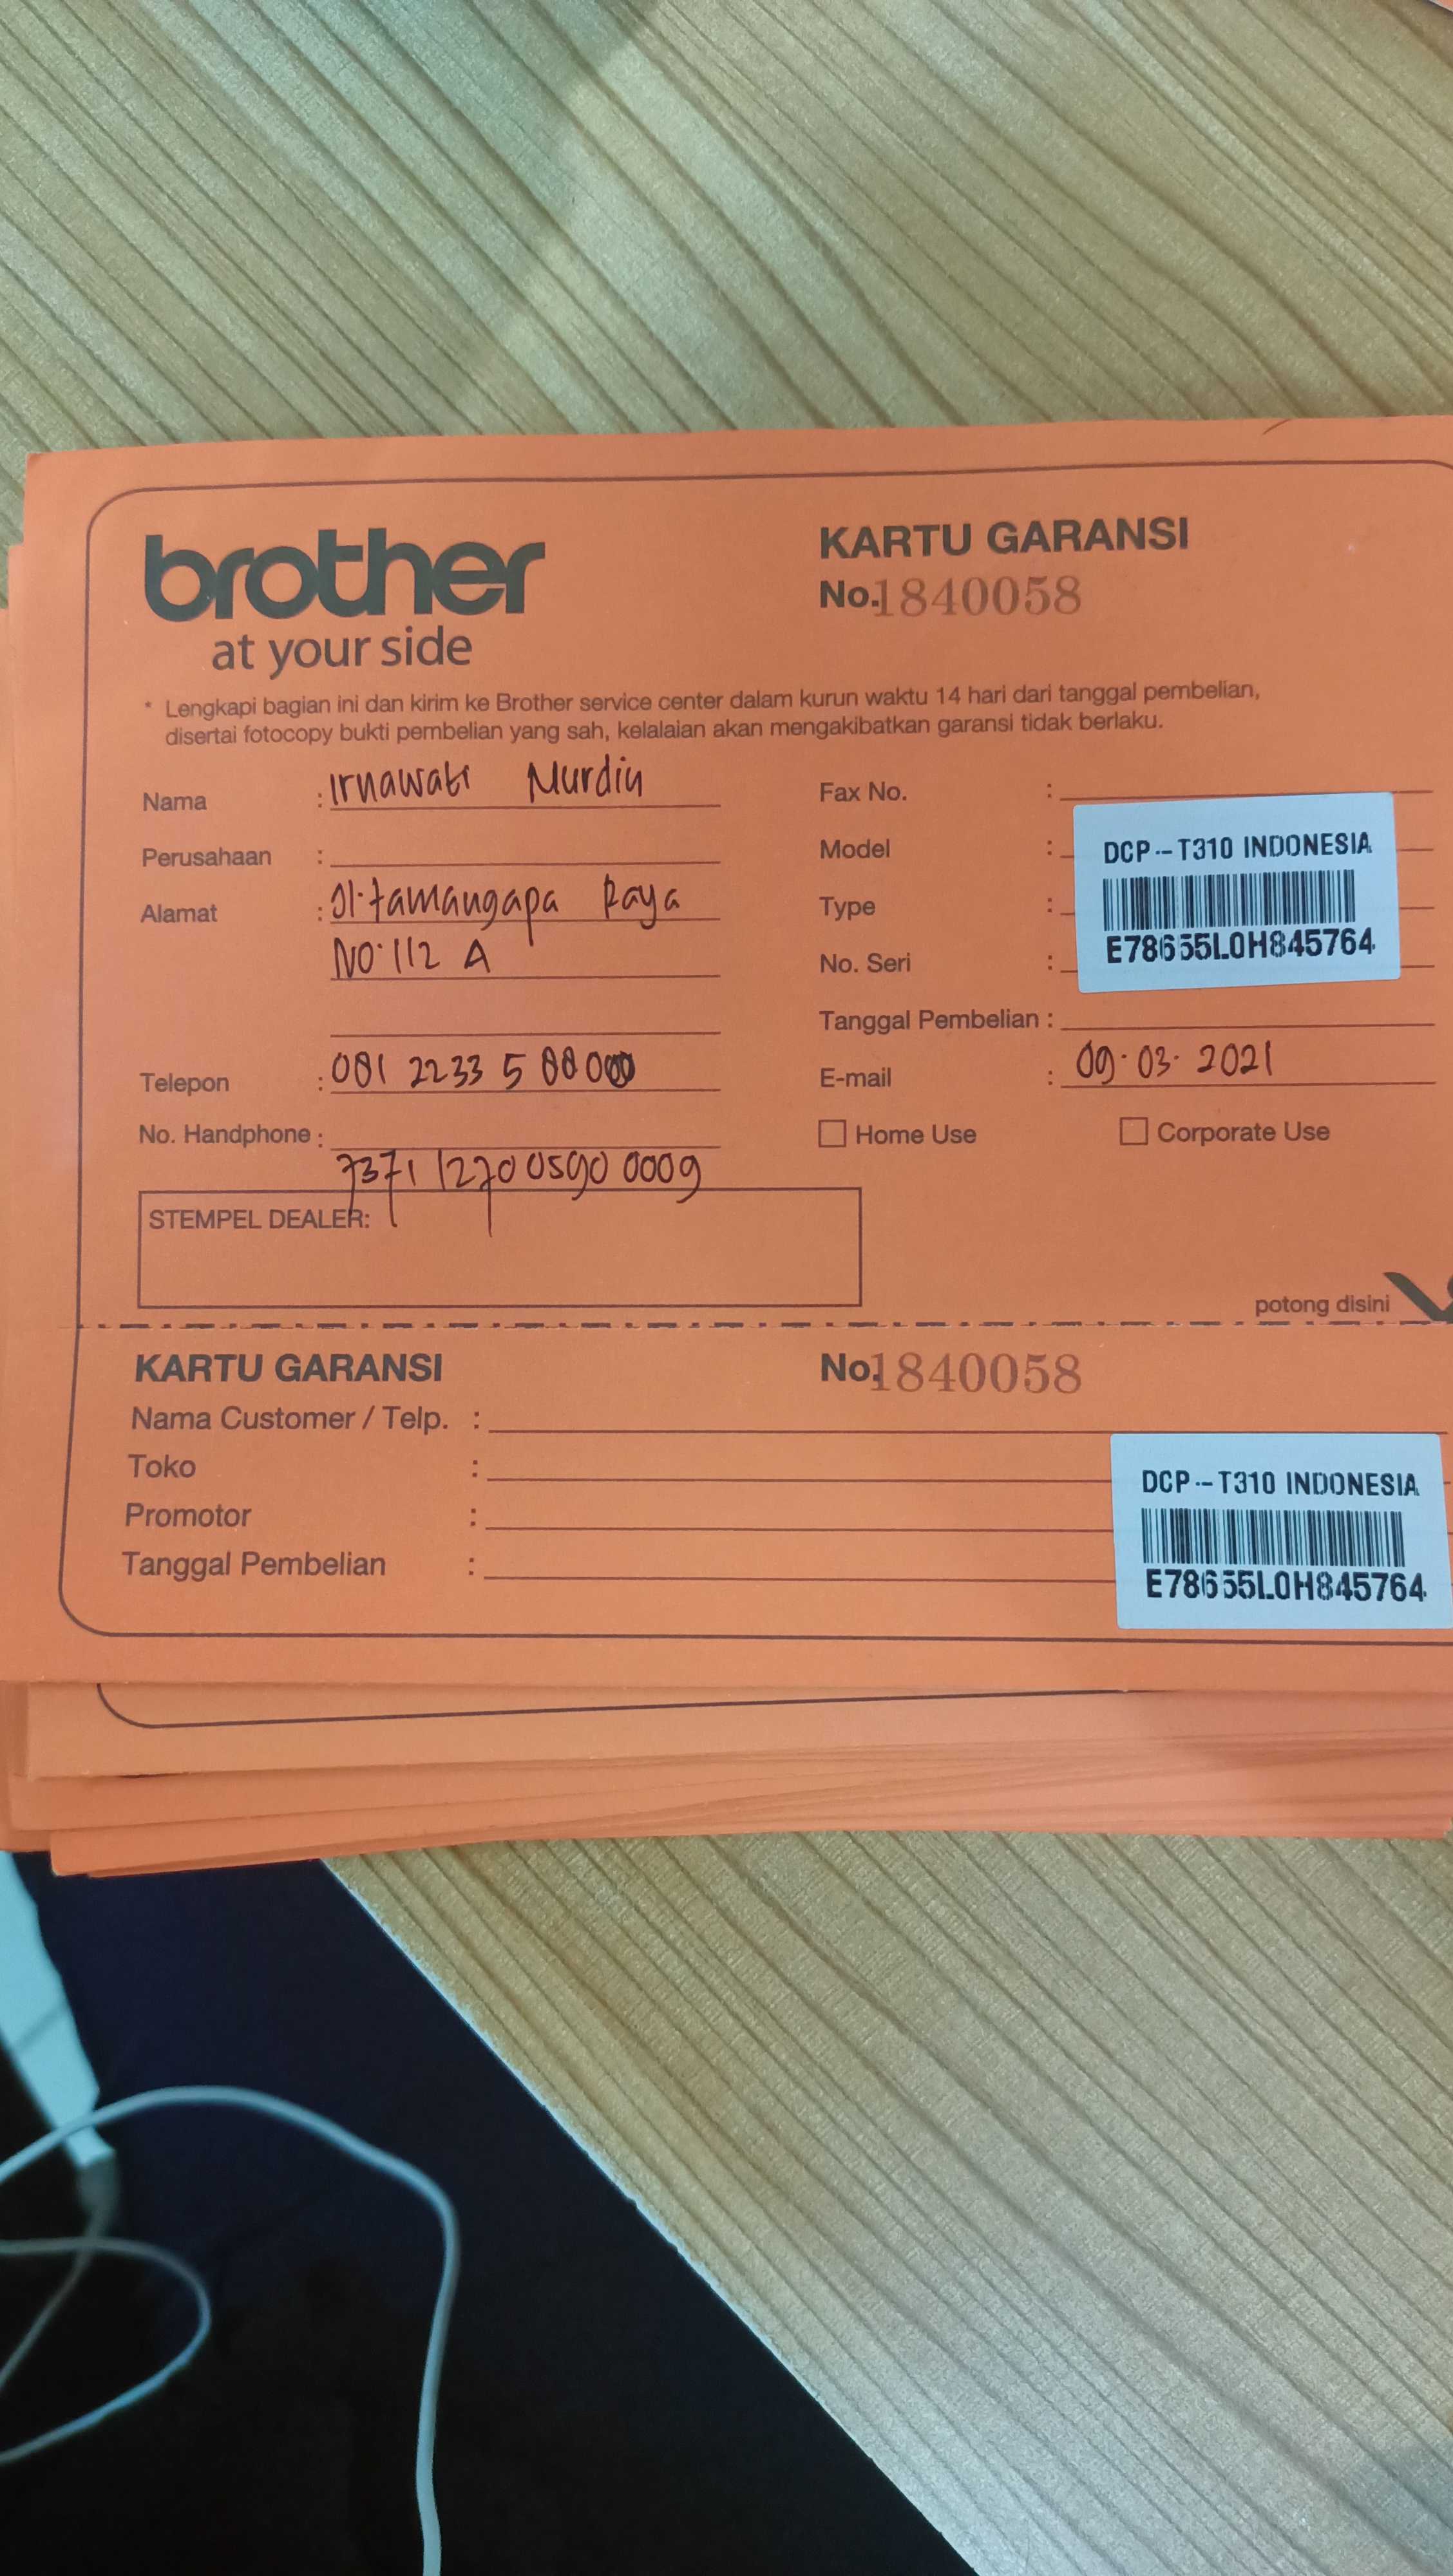 brother
at your side
KARTU GARANSI
No.1840058
* Lengkapi bagian ini dan kirim ke Brother service center dalam kurun waktu 14 hari dari tanggal pembelian,
disertai fotocopy bukti pembelian yang sah, kelalaian akan mengakibatkan garansi tidak berlaku.
Nama : Irnawati Nurdin
Perusahaan :
Alamat : Jl. tamangapa Raya
No. 112 A
Telepon : 081 2233 5
No. Handphone :
7371 1270 0590 0009
STEMPEL DEALER:
Fax No. :
Model :
Type :
No. Seri :
DCP-T310 INDONESIA
E78655L0H845764
Tanggal Pembelian :
E-mail : 09.03.2021
Home Use Corporate Use
potong disini
KARTU GARANSI
No.1840058
Nama Customer / Telp. :
Toko :
Promotor :
Tanggal Pembelian :
DCP-T310 INDONESIA
E78655L0H845764